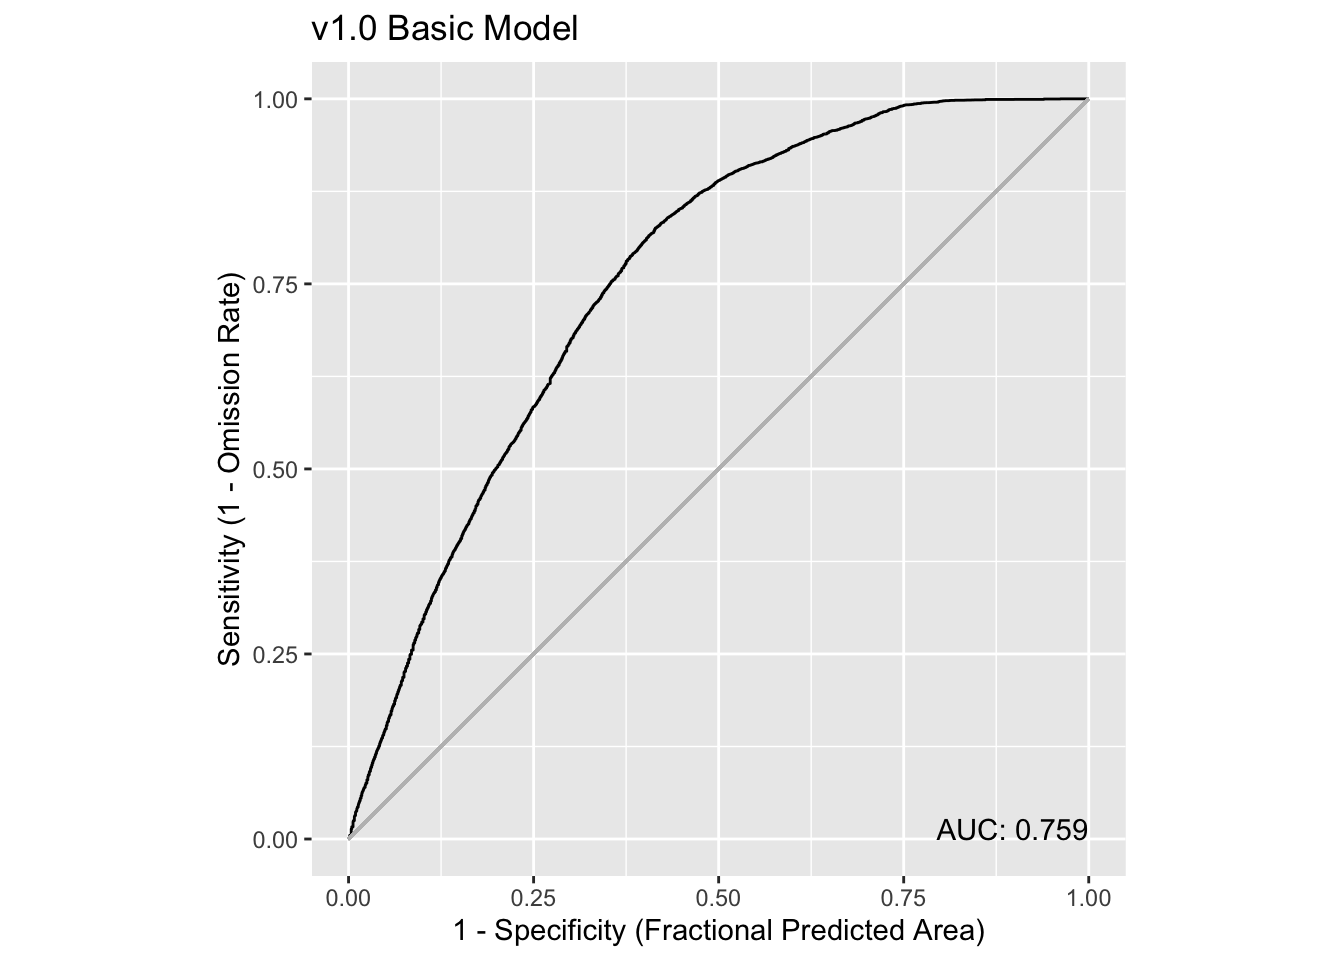 v1.0 Basic Model
Sensitivity (1 - Omission Rate)
1.00
0.75
0.50
0.25
0.00
AUC: 0.759
0.00 0.25 0.50 0.75 1.00
1 - Specificity (Fractional Predicted Area)